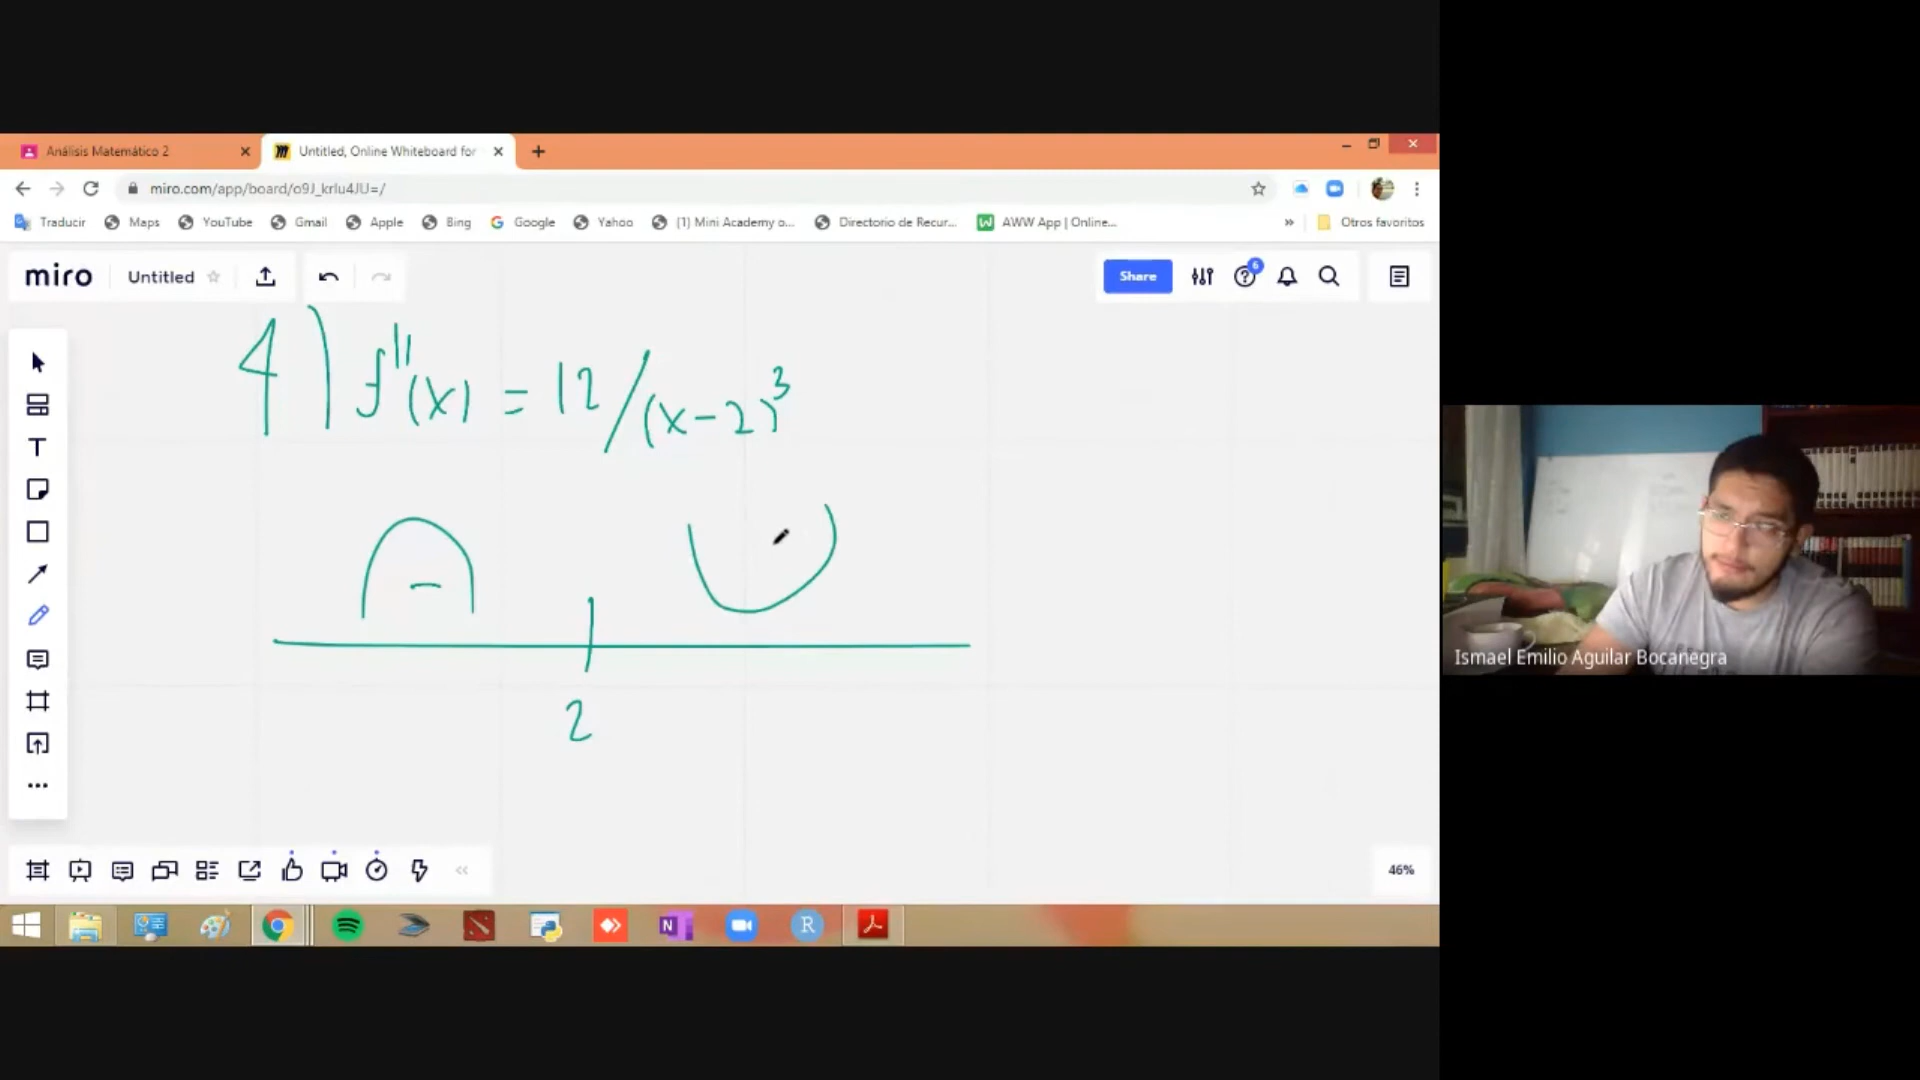 Análisis Matemático 2
Untitled, Online Whiteboard for
miro.com/app/board/o9J_krlu4JU=/
Traducir Maps YouTube Gmail Apple Bing Google Yahoo (1) Mini Academy o... Directorio de Recur... AWW App | Online... » Otros favoritos
miro Untitled Share 6
4) f''(x) = 12/(x-2)^3
-
2
Ismael Emilio Aguilar Bocanegra
46%